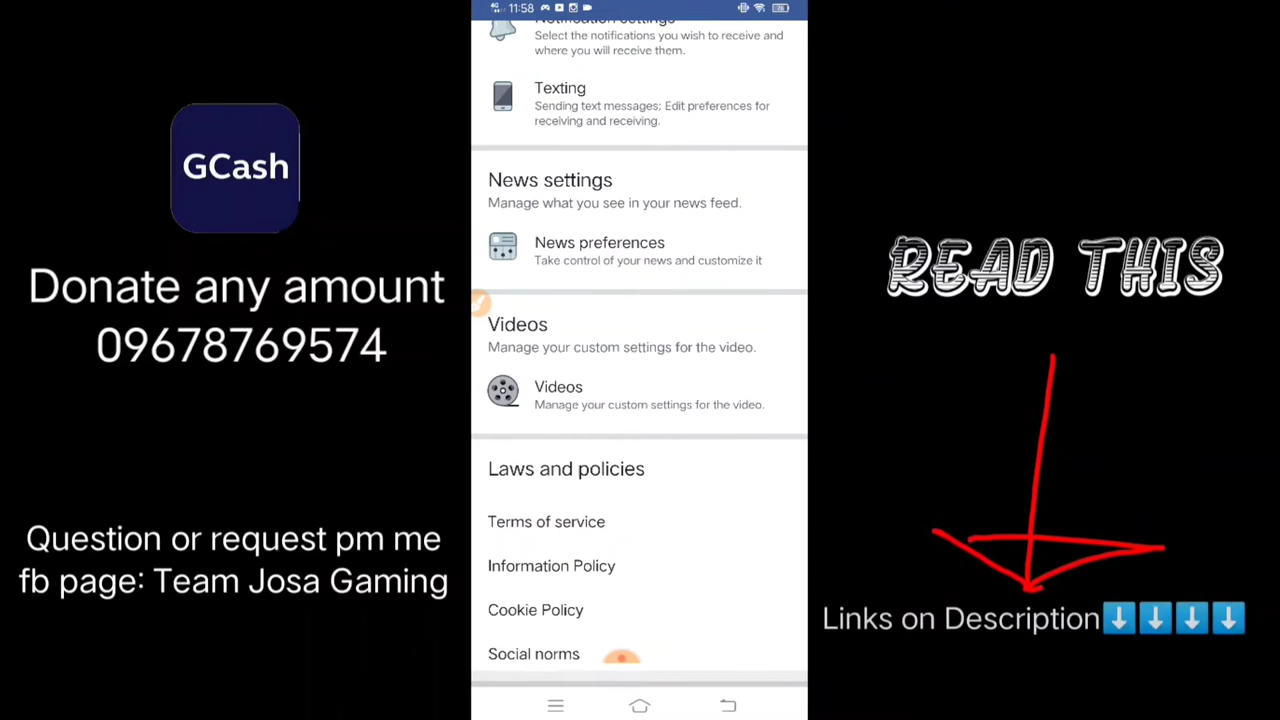 GCash
Donate any amount
09678769574
Question or request pm me
fb page: Team Josa Gaming
4G 11:58
Notification settings
Select the notifications you wish to receive and
where you will receive them.
Texting
Sending text messages; Edit preferences for
receiving and receiving.
News settings
Manage what you see in your news feed.
News preferences
Take control of your news and customize it
Videos
Manage your custom settings for the video.
Videos
Manage your custom settings for the video.
Laws and policies
Terms of service
Information Policy
Cookie Policy
Social norms
READ THIS
Links on Description⬇️⬇️⬇️⬇️